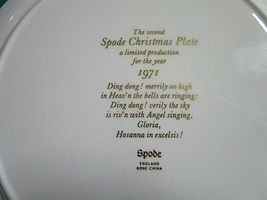 The second
Spode Christmas Plate
a limited production
for the year
1971
Ding dong! merrily on high
in Heav'n the bells are ringing:
Ding dong! verily the sky
is riv'n with Angel singing.
Gloria,
Hosanna in excelsis!
Spode
ENGLAND
BONE CHINA